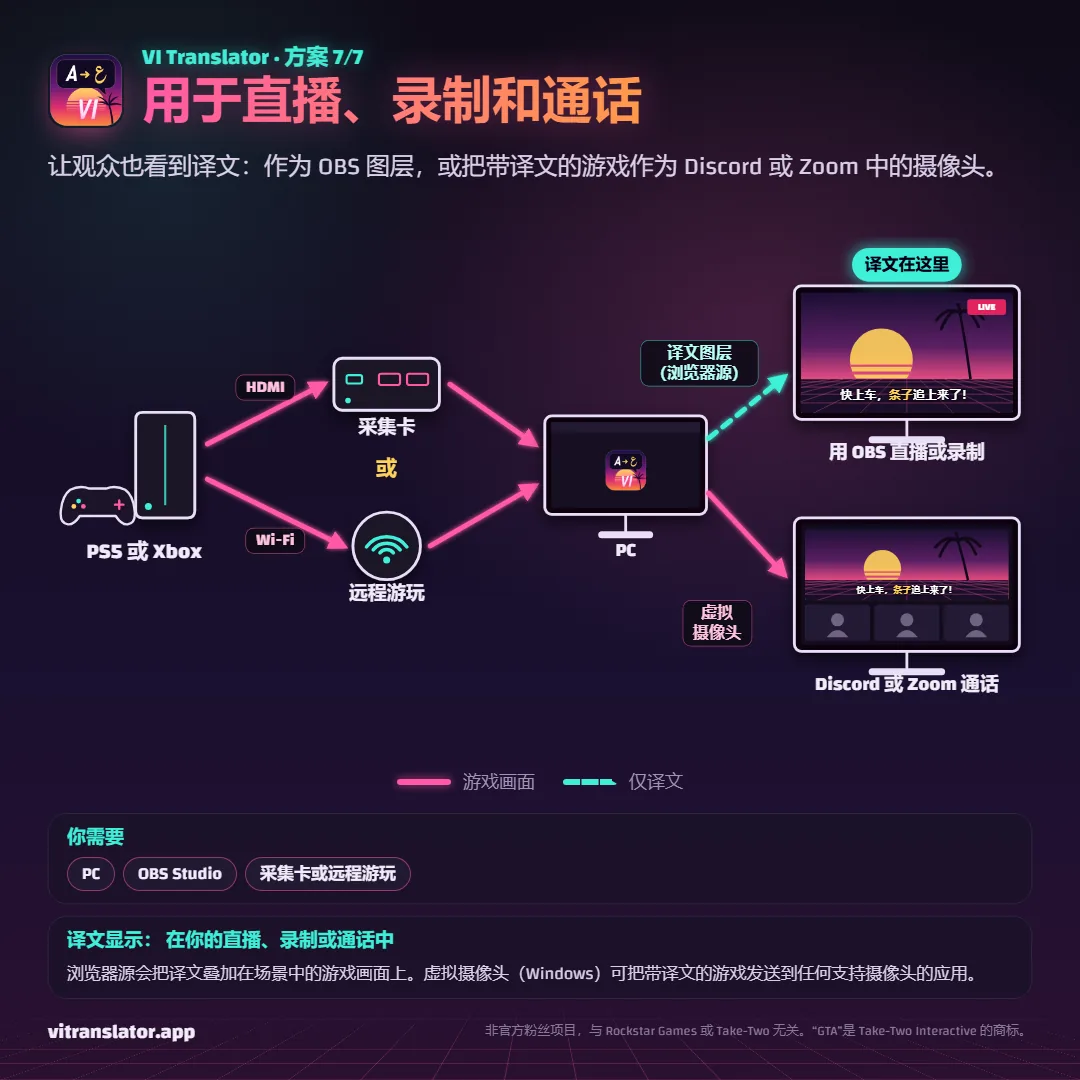 A→ع
VI
VI Translator · 方案 7/7
用于直播、录制和通话
让观众也看到译文：作为 OBS 图层，或把带译文的游戏作为 Discord 或 Zoom 中的摄像头。
译文在这里
LIVE
快上车，条子追上来了！
用 OBS 直播或录制
译文图层
(浏览器源)
HDMI
采集卡
或
PS5 或 Xbox
Wi-Fi
远程游玩
A→ع
VI
PC
虚拟
摄像头
快上车，条子追上来了！
Discord 或 Zoom 通话
游戏画面
仅译文
你需要
PC
OBS Studio
采集卡或远程游玩
译文显示： 在你的直播、录制或通话中
浏览器源会把译文叠加在场景中的游戏画面上。虚拟摄像头（Windows）可把带译文的游戏发送到任何支持摄像头的应用。
vitranslator.app
非官方粉丝项目，与 Rockstar Games 或 Take-Two 无关。“GTA”是 Take-Two Interactive 的商标。